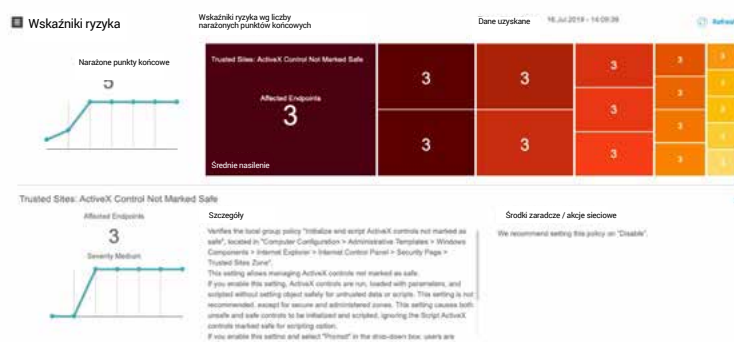 Wskaźniki ryzyka
Wskaźniki ryzyka wg liczby
narażonych punktów końcowych
Dane uzyskane
16.Jul.2019 - 14:09:39
Refresh
Narażone punkty końcowe
5
Trusted Sites: ActiveX Control Not Marked Safe
Affected Endpoints
3
Średnie nasilenie
3
3
3
3
3
3
3
3
3
3
3
Trusted Sites: ActiveX Control Not Marked Safe
Affected Endpoints
3
Severity Medium
Szczegóły
Verifies the local group policy "Initialize and script ActiveX controls not marked as
safe", located in "Computer Configuration > Administrative Templates > Windows
Components > Internet Explorer > Internet Control Panel > Security Page >
Trusted Sites Zone".
This setting allows managing ActiveX controls not marked as safe.
If you enable this setting, ActiveX controls are run, loaded with parameters, and
scripted without setting object safely for untrusted data or scripts. This setting is not
recommended, except for secure and administered zones. This setting causes both
unsafe and safe controls to be initialized and scripted, ignoring the Script ActiveX
controls marked safe for scripting option.
If you enable this setting and select "Prompt" in the drop-down box, users are
Środki zaradcze / akcje sieciowe
We recommend setting this policy on "Disable".